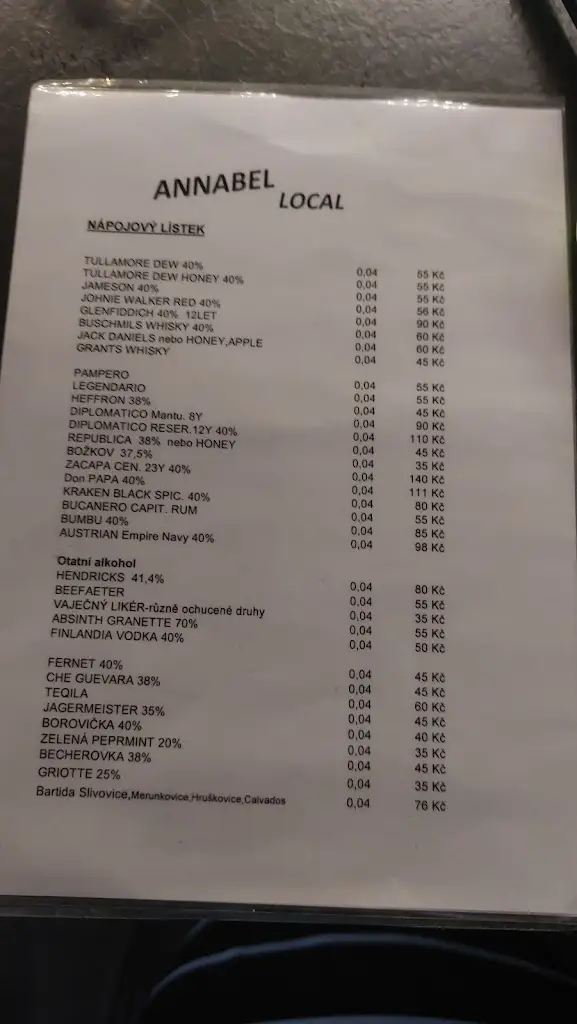 ANNABEL LOCAL
NÁPOJOVÝ LÍSTEK
TULLAMORE DEW 40% 0,04 55 Kč
TULLAMORE DEW HONEY 40% 0,04 55 Kč
JAMESON 40% 0,04 55 Kč
JOHNIE WALKER RED 40% 0,04 56 Kč
GLENFIDDICH 40% 12LET 0,04 90 Kč
BUSCHMILS WHISKY 40% 0,04 60 Kč
JACK DANIELS nebo HONEY,APPLE 0,04 60 Kč
GRANTS WHISKY 0,04 45 Kč
PAMPERO 0,04 55 Kč
LEGENDARIO 0,04 55 Kč
HEFFRON 38% 0,04 45 Kč
DIPLOMATICO Mantu. 8Y 0,04 90 Kč
DIPLOMATICO RESER.12Y 40% 0,04 110 Kč
REPUBLICA 38% nebo HONEY 0,04 45 Kč
BOŽKOV 37,5% 0,04 35 Kč
ZACAPA CEN. 23Y 40% 0,04 140 Kč
Don PAPA 40% 0,04 111 Kč
KRAKEN BLACK SPIC. 40% 0,04 80 Kč
BUCANERO CAPIT. RUM 0,04 55 Kč
BUMBU 40% 0,04 85 Kč
AUSTRIAN Empire Navy 40% 0,04 98 Kč
Otatní alkohol
HENDRICKS 41,4% 0,04 80 Kč
BEEFAETER 0,04 55 Kč
VAJEČNÝ LIKÉR-různě ochucené druhy 0,04 35 Kč
ABSINTH GRANETTE 70% 0,04 55 Kč
FINLANDIA VODKA 40% 0,04 50 Kč
FERNET 40% 0,04 45 Kč
CHE GUEVARA 38% 0,04 45 Kč
TEQILA 0,04 60 Kč
JAGERMEISTER 35% 0,04 45 Kč
BOROVIČKA 40% 0,04 40 Kč
ZELENÁ PEPRMINT 20% 0,04 35 Kč
BECHEROVKA 38% 0,04 45 Kč
GRIOTTE 25% 0,04 35 Kč
Bartida Slivovice,Merunkovice,Hruškovice,Calvados 0,04 76 Kč